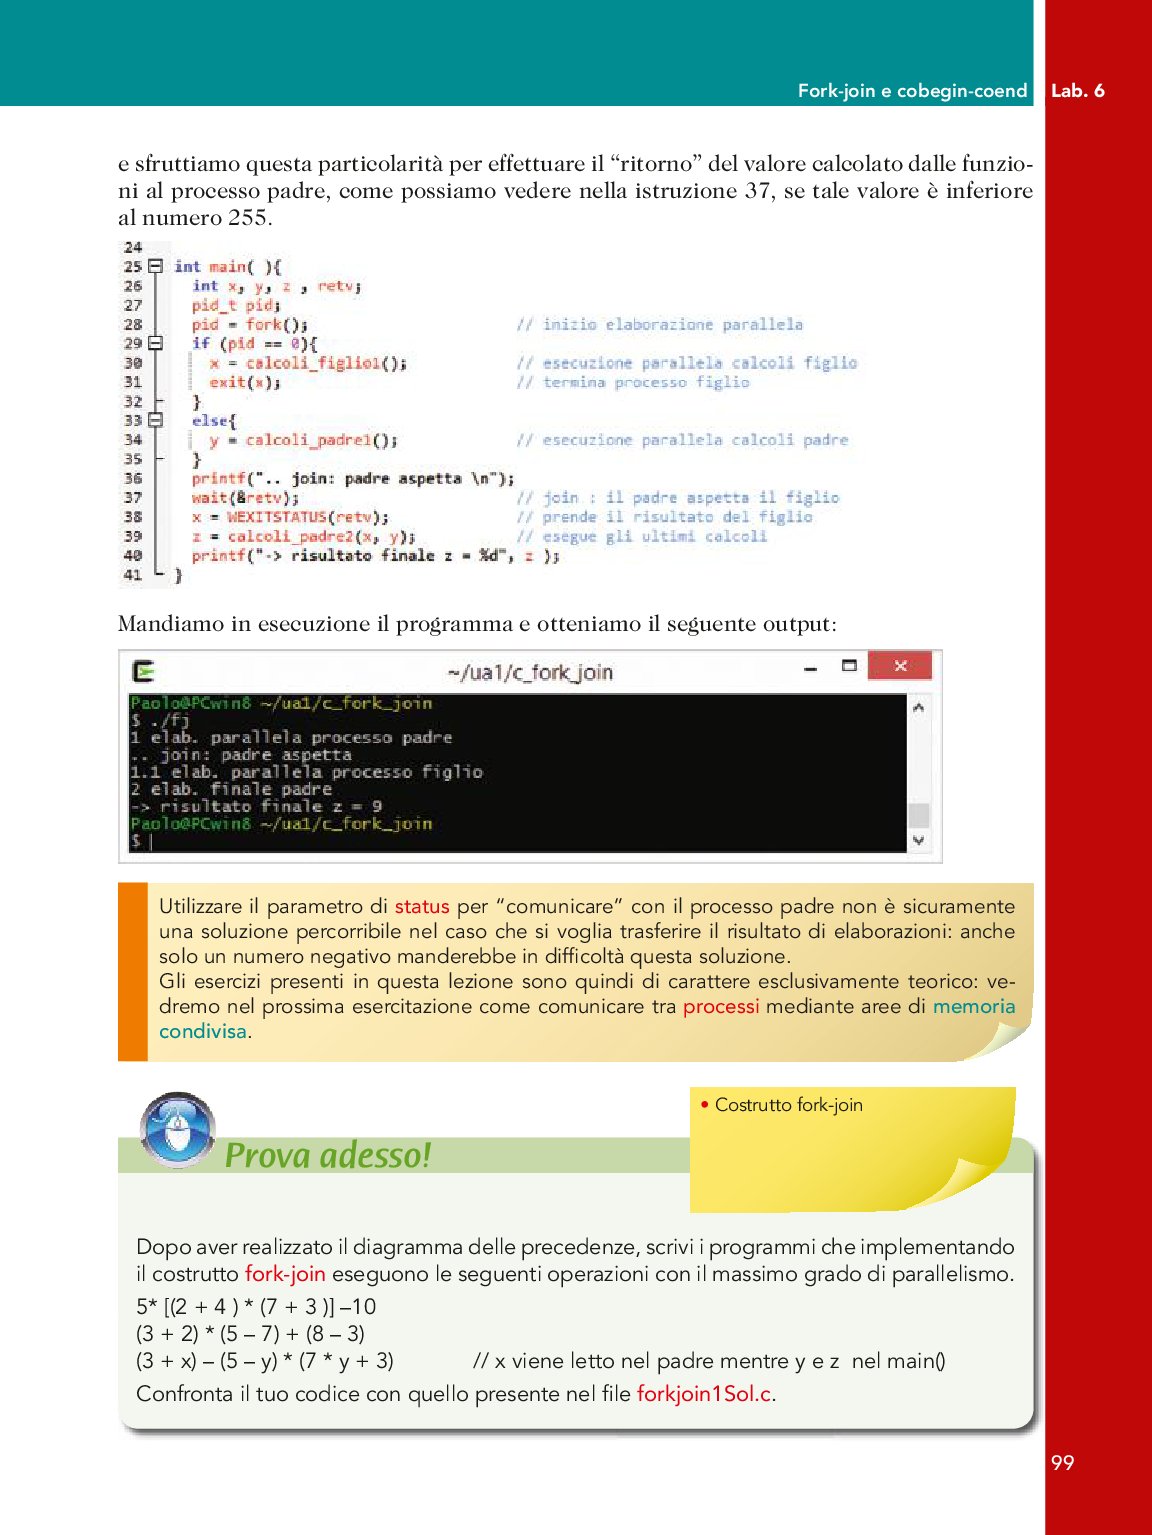 Fork-join e cobegin-coend Lab. 6
e sfruttiamo questa particolarità per effettuare il “ritorno” del valore calcolato dalle funzio-
ni al processo padre, come possiamo vedere nella istruzione 37, se tale valore è inferiore
al numero 255.
24
25 int main( ){
26 int x, y, z , retv;
27 pid_t pid;
28 pid = fork(); // inizio elaborazione parallela
29 if (pid == 0){
30 x = calcoli_figlio1(); // esecuzione parallela calcoli figlio
31 exit(x); // termina processo figlio
32 }
33 else{
34 y = calcoli_padre1(); // esecuzione parallela calcoli padre
35 }
36 printf(".. join: padre aspetta \n");
37 wait(&retv); // join : il padre aspetta il figlio
38 x = WEXITSTATUS(retv); // prende il risultato del figlio
39 z = calcoli_padre2(x, y); // esegue gli ultimi calcoli
40 printf("-> risultato finale z = %d", z );
41 }
Mandiamo in esecuzione il programma e otteniamo il seguente output:
~/ua1/c_fork_join
Paolo@PCwin8 ~/ua1/c_fork_join
$ ./fj
1 elab. parallela processo padre
.. join: padre aspetta
1.1 elab. parallela processo figlio
2 elab. finale padre
-> risultato finale z = 9
Paolo@PCwin8 ~/ua1/c_fork_join
$
Utilizzare il parametro di status per “comunicare” con il processo padre non è sicuramente
una soluzione percorribile nel caso che si voglia trasferire il risultato di elaborazioni: anche
solo un numero negativo manderebbe in difficoltà questa soluzione.
Gli esercizi presenti in questa lezione sono quindi di carattere esclusivamente teorico: ve-
dremo nel prossima esercitazione come comunicare tra processi mediante aree di memoria
condivisa.
• Costrutto fork-join
Prova adesso!
Dopo aver realizzato il diagramma delle precedenze, scrivi i programmi che implementando
il costrutto fork-join eseguono le seguenti operazioni con il massimo grado di parallelismo.
5* [(2 + 4 ) * (7 + 3 )] –10
(3 + 2) * (5 – 7) + (8 – 3)
(3 + x) – (5 – y) * (7 * y + 3) // x viene letto nel padre mentre y e z nel main()
Confronta il tuo codice con quello presente nel file forkjoin1Sol.c.
99